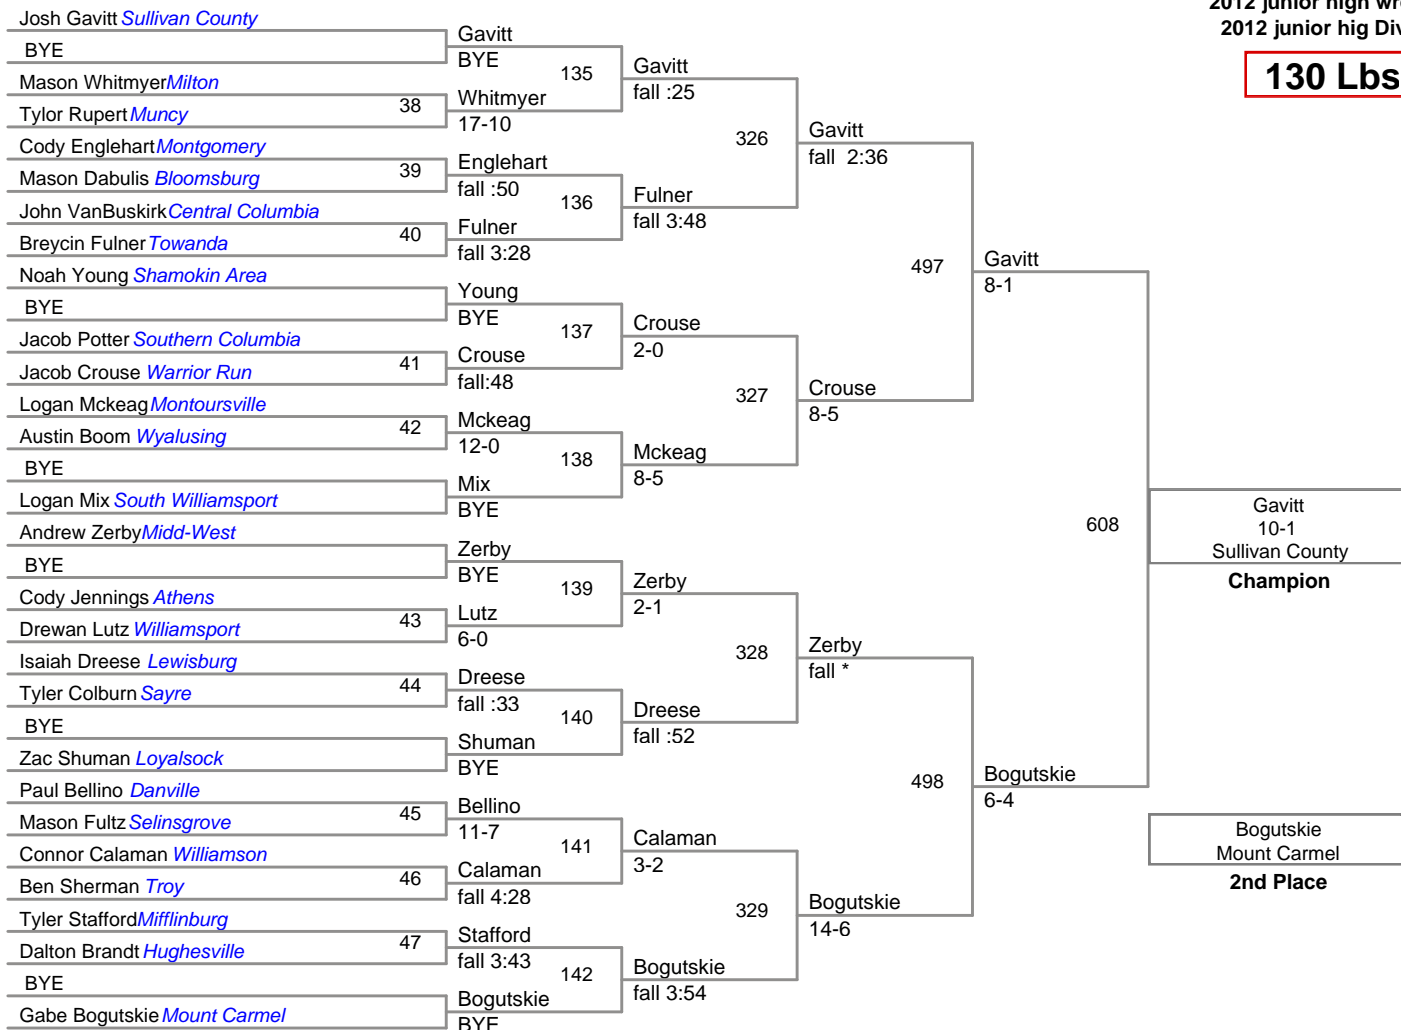 2012 junior high wr
2012 junior hig Div
130 Lbs
Josh Gavitt Sullivan County
BYE
Mason Whitmyer Milton
Tylor Rupert Muncy
Cody Englehart Montgomery
Mason Dabulis Bloomsburg
John VanBuskirk Central Columbia
Breycin Fulner Towanda
Noah Young Shamokin Area
BYE
Jacob Potter Southern Columbia
Jacob Crouse Warrior Run
Logan Mckeag Montoursville
Austin Boom Wyalusing
BYE
Logan Mix South Williamsport
Andrew Zerby Midd-West
BYE
Cody Jennings Athens
Drewan Lutz Williamsport
Isaiah Dreese Lewisburg
Tyler Colburn Sayre
BYE
Zac Shuman Loyalsock
Paul Bellino Danville
Mason Fultz Selinsgrove
Connor Calaman Williamson
Ben Sherman Troy
Tyler Stafford Mifflinburg
Dalton Brandt Hughesville
BYE
Gabe Bogutskie Mount Carmel
38
39
40
41
42
43
44
45
46
47
Gavitt
BYE
Whitmyer
17-10
Englehart
fall :50
Fulner
fall 3:28
Young
BYE
Crouse
fall:48
Mckeag
12-0
Mix
BYE
Zerby
BYE
Lutz
6-0
Dreese
fall :33
Shuman
BYE
Bellino
11-7
Calaman
fall 4:28
Stafford
fall 3:43
Bogutskie
BYE
135
136
137
138
139
140
141
142
Gavitt
fall :25
Fulner
fall 3:48
Crouse
2-0
Mckeag
8-5
Zerby
2-1
Dreese
fall :52
Calaman
3-2
Bogutskie
fall 3:54
326
327
328
329
Gavitt
fall 2:36
Crouse
8-5
Zerby
fall *
Bogutskie
14-6
497
498
Gavitt
8-1
Bogutskie
6-4
608
Gavitt
10-1
Sullivan County
Champion
Bogutskie
Mount Carmel
2nd Place